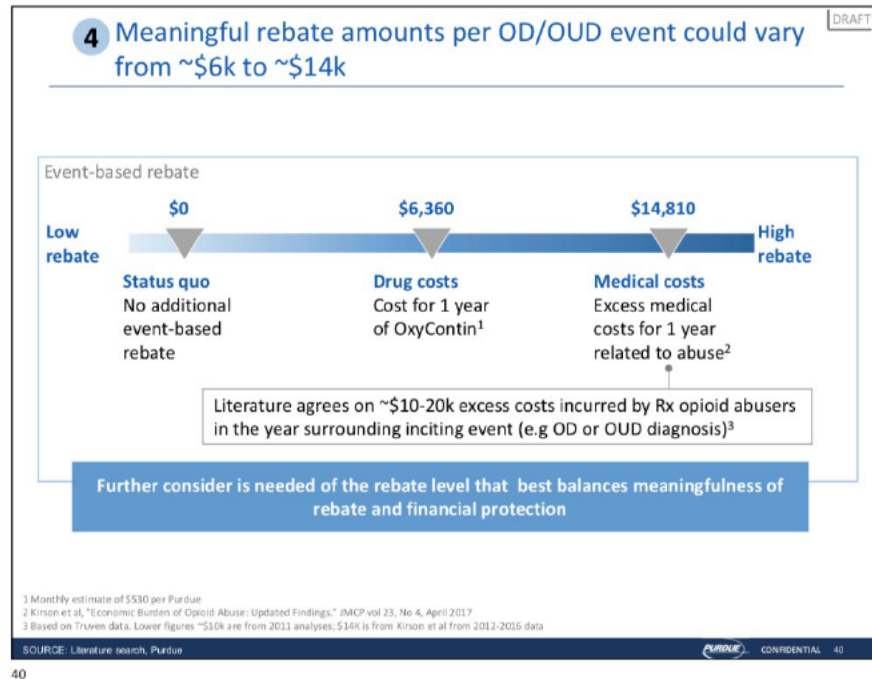 DRAFT
4 Meaningful rebate amounts per OD/OUD event could vary
from ~$6k to ~$14k
Event-based rebate
$0 $6,360 $14,810
Low
rebate
High
rebate
Status quo
No additional
event-based
rebate
Drug costs
Cost for 1 year
of OxyContin¹
Medical costs
Excess medical
costs for 1 year
related to abuse²
Literature agrees on ~$10-20k excess costs incurred by Rx opioid abusers
in the year surrounding inciting event (e.g OD or OUD diagnosis)³
Further consider is needed of the rebate level that best balances meaningfulness of
rebate and financial protection
1 Monthly estimate of $530 per Purdue
2 Kirson et al, "Economic Burden of Opioid Abuse: Updated Findings." JMCP vol 23, No 4, April 2017
3 Based on Truven data. Lower figures ~$10k are from 2011 analyses; $14K is from Kirson et al from 2012-2016 data
SOURCE: Literature search, Purdue
PURDUE CONFIDENTIAL 40
40